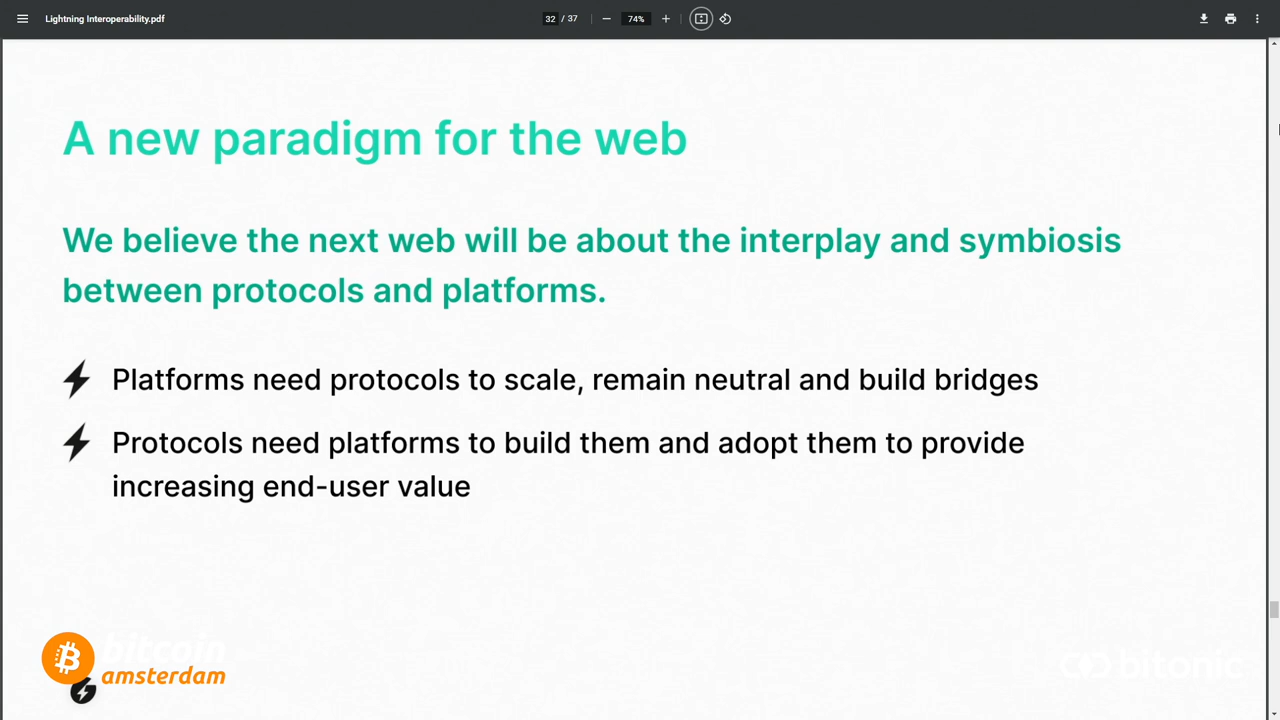 Lightning Interoperability.pdf
32 / 37
74%
A new paradigm for the web
We believe the next web will be about the interplay and symbiosis
between protocols and platforms.
Platforms need protocols to scale, remain neutral and build bridges
Protocols need platforms to build them and adopt them to provide
increasing end-user value
bitcoin
amsterdam
bitonic